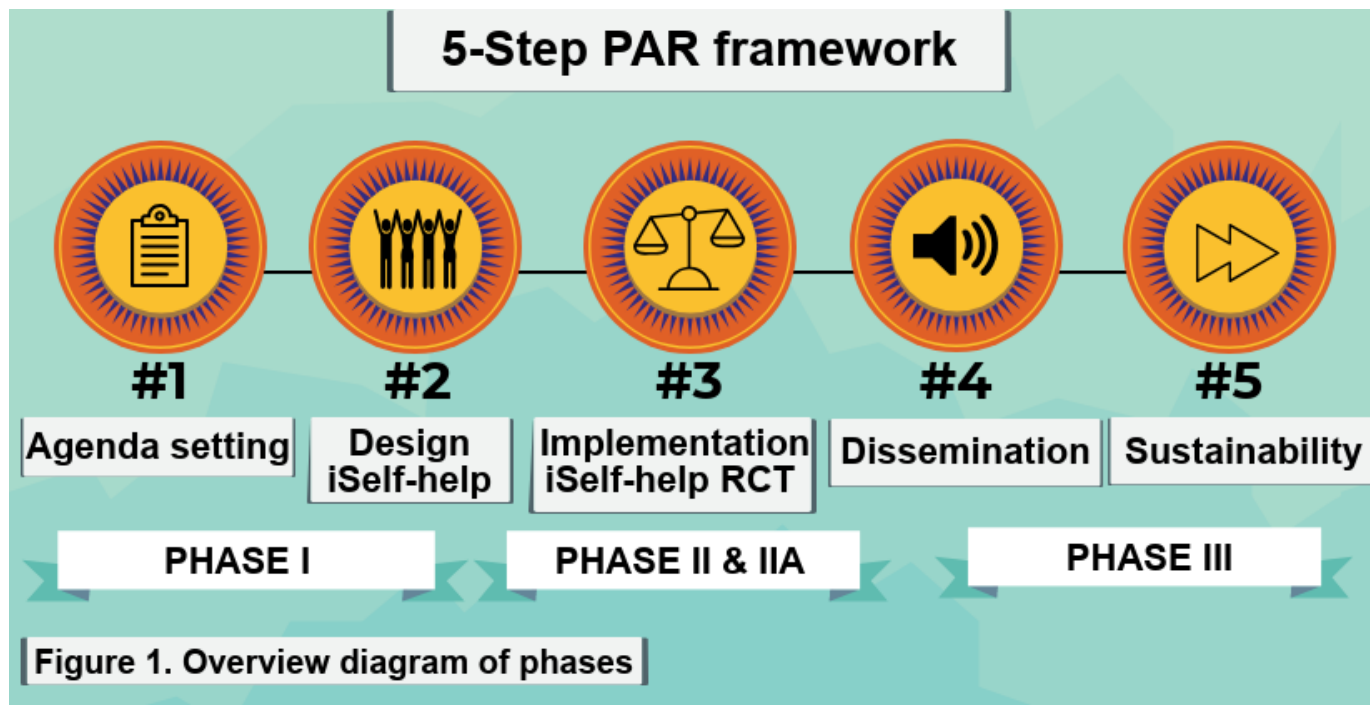 5-Step PAR framework
#1
#2
#3
#4
#5
Agenda setting
Design
iSelf-help
Implementation
iSelf-help RCT
Dissemination
Sustainability
PHASE I
PHASE II & IIA
PHASE III
Figure 1. Overview diagram of phases